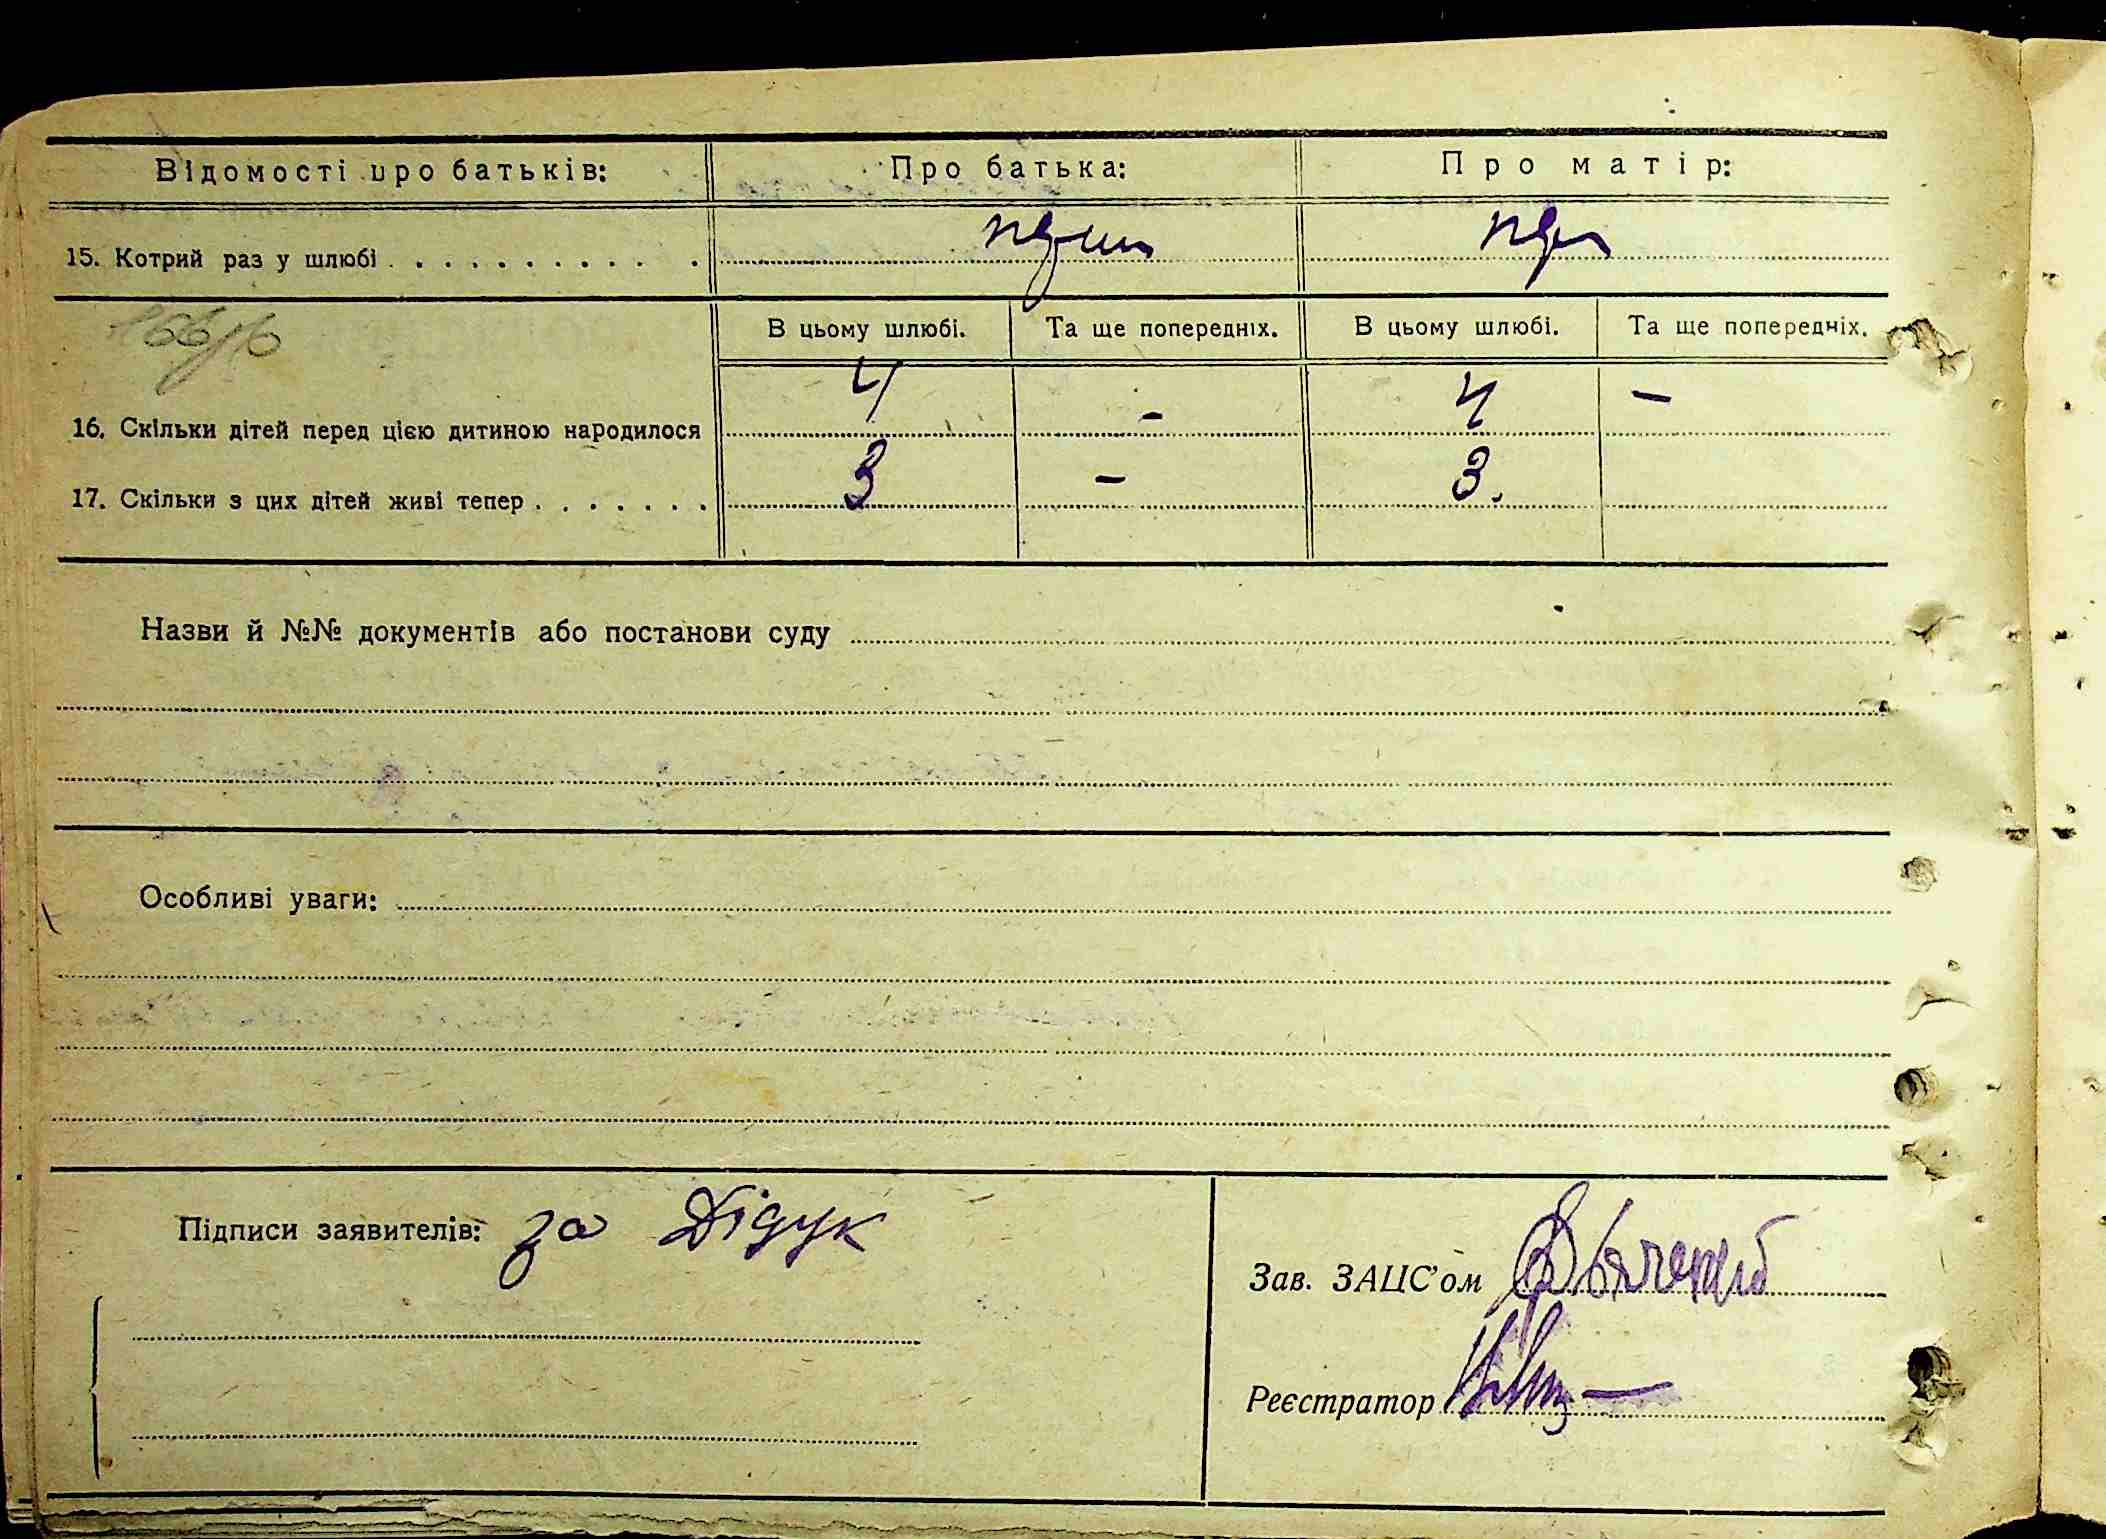 Відомості про батьків: Про батька: Про матір:
15. Котрий раз у шлюбі
В цьому шлюбі. Та ще попередніх. В цьому шлюбі. Та ще попередніх.
16. Скільки дітей перед цією дитиною народилося 4 - 4 -
17. Скільки з цих дітей живі тепер 3 - 3.
Назви й №№ документів або постанови суду
Особливі уваги:
Підписи заявителів: за Дідук
Зав. ЗАЦС'ом
Реєстратор